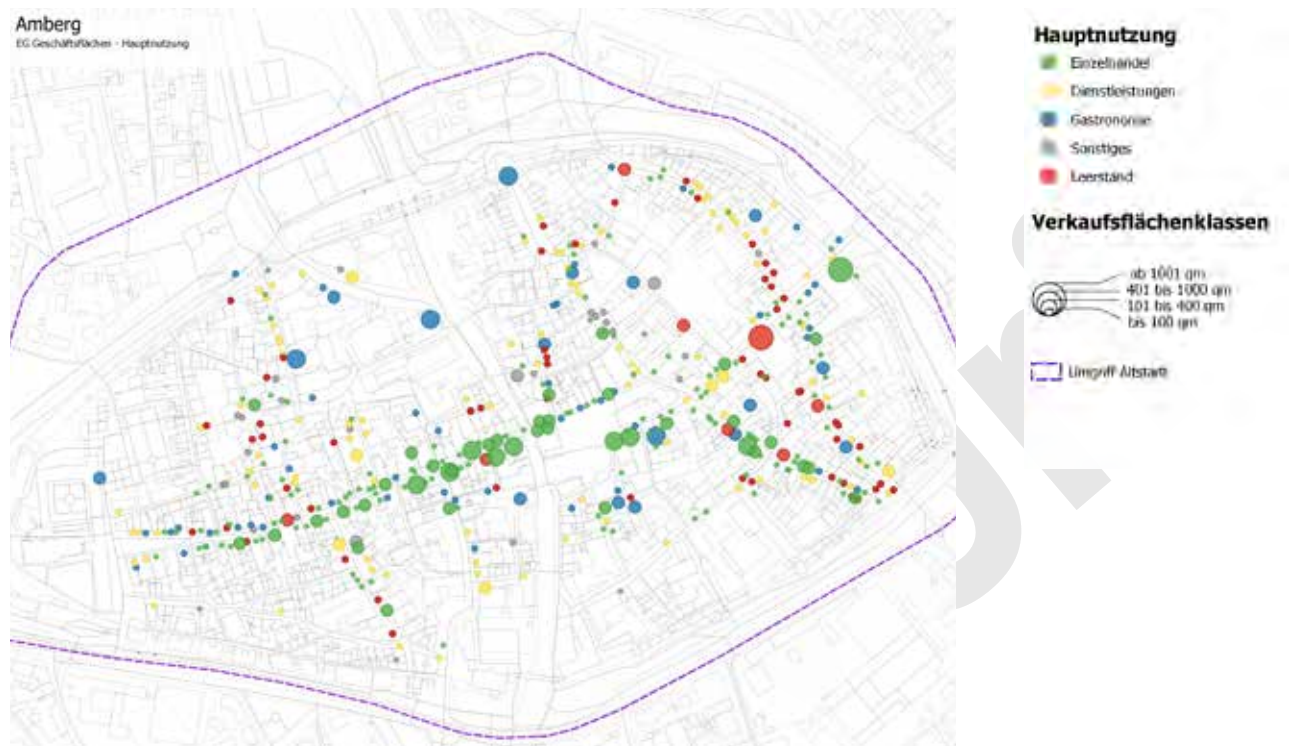 Amberg
EG Geschäftsflächen - Hauptnutzung
Hauptnutzung
Einzelhandel
Dienstleistungen
Gastronomie
Sonstiges
Leerstand
Verkaufsflächenklassen
ab 1001 qm
401 bis 1000 qm
101 bis 400 qm
bis 100 qm
Umgriff Altstadt